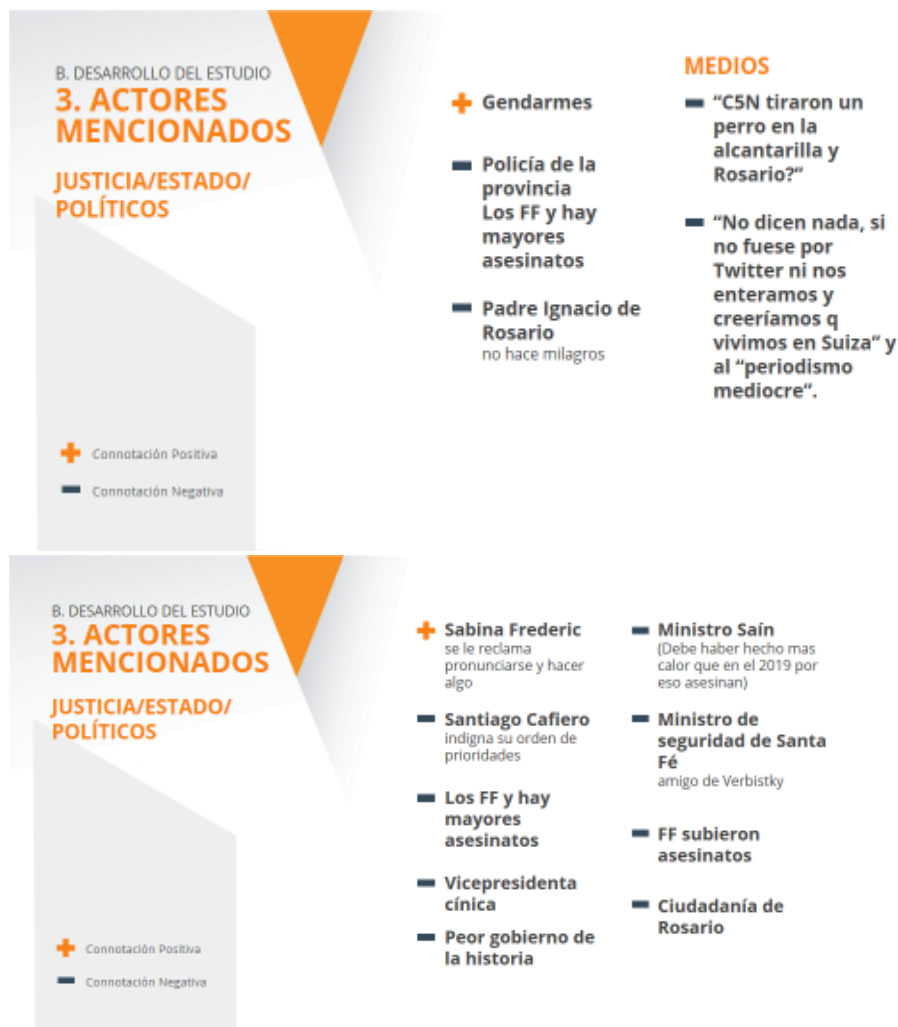 B. DESARROLLO DEL ESTUDIO
3. ACTORES
MENCIONADOS
JUSTICIA/ESTADO/
POLÍTICOS
Connotación Positiva
Connotación Negativa
Gendarmes
Policía de la
provincia
Los FF y hay
mayores
asesinatos
Padre Ignacio de
Rosario
no hace milagros
MEDIOS
“C5N tiraron un
perro en la
alcantarilla y
Rosario?”
“No dicen nada, si
no fuese por
Twitter ni nos
enteramos y
creeríamos q
vivimos en Suiza” y
al “periodismo
mediocre”.
B. DESARROLLO DEL ESTUDIO
3. ACTORES
MENCIONADOS
JUSTICIA/ESTADO/
POLÍTICOS
Connotación Positiva
Connotación Negativa
Sabina Frederic
se le reclama
pronunciarse y hacer
algo
Santiago Cafiero
indigna su orden de
prioridades
Los FF y hay
mayores
asesinatos
Vicepresidenta
cínica
Peor gobierno de
la historia
Ministro Saín
(Debe haber hecho mas
calor que en el 2019 por
eso asesinan)
Ministro de
seguridad de Santa
Fé
amigo de Verbistky
FF subieron
asesinatos
Ciudadanía de
Rosario